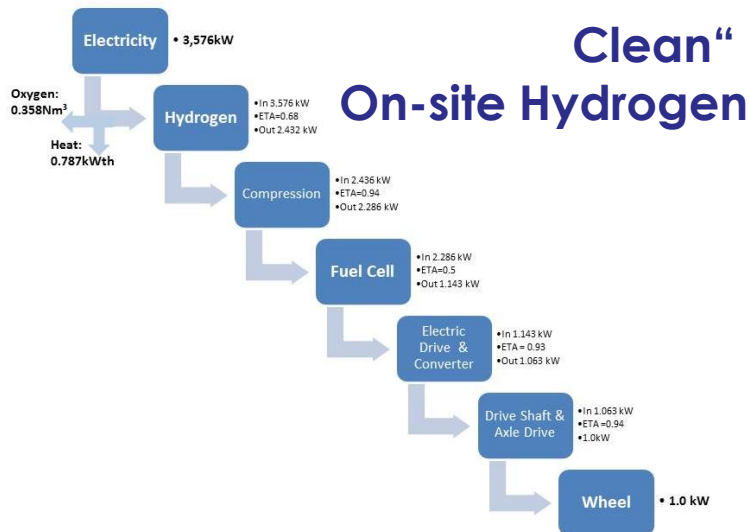 Clean“
On-site Hydrogen
Electricity
• 3,576kW
Oxygen:
0.358Nm³
Heat:
0.787kWth
Hydrogen
•In 3.576 kW
•ETA=0.68
•Out 2.432 kW
Compression
•In 2.436 kW
•ETA=0.94
•Out 2.286 kW
Fuel Cell
•In 2.286 kW
•ETA=0.5
•Out 1.143 kW
Electric
Drive &
Converter
•In 1.143 kW
•ETA = 0.93
•Out 1.063 kW
Drive Shaft &
Axle Drive
•In 1.063 kW
•ETA =0.94
•1.0kW
Wheel
• 1.0 kW